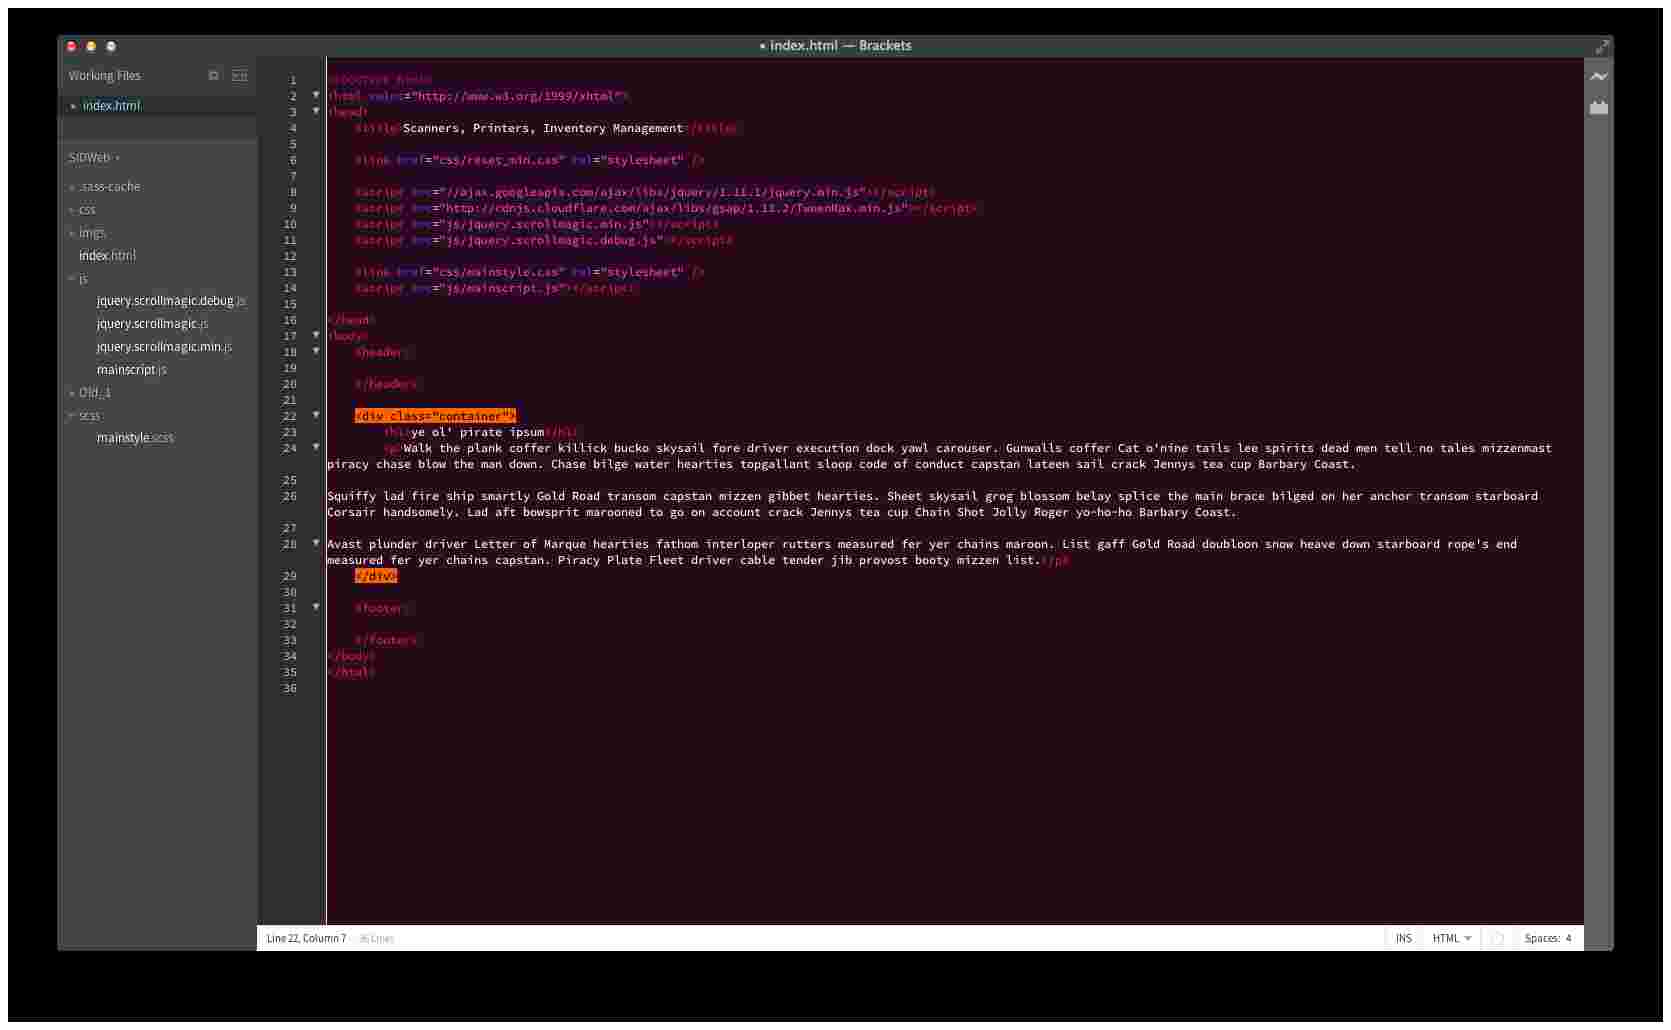 • index.html — Brackets
Working Files
• index.html
SIDWeb
.sass-cache
css
imgs
index.html
js
jquery.scrollmagic.debug.js
jquery.scrollmagic.js
jquery.scrollmagic.min.js
mainscript.js
Old_1
scss
mainstyle.scss
1 <!DOCTYPE html>
2 <html xmlns="http://www.w3.org/1999/xhtml">
3 <head>
4 <title>Scanners, Printers, Inventory Management</title>
5
6 <link href="css/reset_min.css" rel="stylesheet" />
7
8 <script src="//ajax.googleapis.com/ajax/libs/jquery/1.11.1/jquery.min.js"></script>
9 <script src="http://cdnjs.cloudflare.com/ajax/libs/gsap/1.13.2/TweenMax.min.js"></script>
10 <script src="js/jquery.scrollmagic.min.js"></script>
11 <script src="js/jquery.scrollmagic.debug.js"></script>
12
13 <link href="css/mainstyle.css" rel="stylesheet" />
14 <script src="js/mainscript.js"></script>
15
16 </head>
17 <body>
18 <header>
19
20 </header>
21
22 <div class="container">
23 <h1>ye ol' pirate ipsum</h1>
24 <p>Walk the plank coffer killick bucko skysail fore driver execution dock yawl carouser. Gunwalls coffer Cat o'nine tails lee spirits dead men tell no tales mizzenmast
piracy chase blow the man down. Chase bilge water hearties topgallant sloop code of conduct capstan lateen sail crack Jennys tea cup Barbary Coast.
25
26 Squiffy lad fire ship smartly Gold Road transom capstan mizzen gibbet hearties. Sheet skysail grog blossom belay splice the main brace bilged on her anchor transom starboard
Corsair handsomely. Lad aft bowsprit marooned to go on account crack Jennys tea cup Chain Shot Jolly Roger yo-ho-ho Barbary Coast.
27
28 Avast plunder driver Letter of Marque hearties fathom interloper rutters measured fer yer chains maroon. List gaff Gold Road doubloon snow heave down starboard rope's end
measured fer yer chains capstan. Piracy Plate Fleet driver cable tender jib provost booty mizzen list.</p>
29 </div>
30
31 <footer>
32
33 </footer>
34 </body>
35 </html>
36
Line 22, Column 7 — 36 Lines
INS HTML Spaces: 4